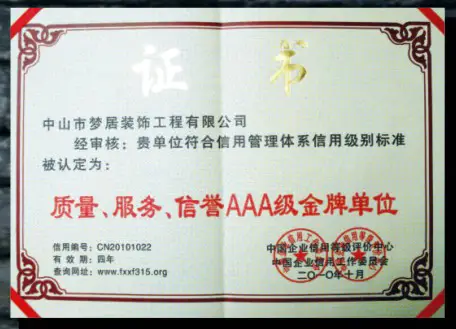 证书
中山市梦居装饰工程有限公司
经审核：贵单位符合信用管理体系信用级别标准
被认定为：
质量、服务、信誉AAA级金牌单位
信用编号：CN20101022
有效期：四年
查询网址：www.fxxf315.org
中国企业信用等级评价中心
中国企业信用工作委员会
二〇一〇年十月